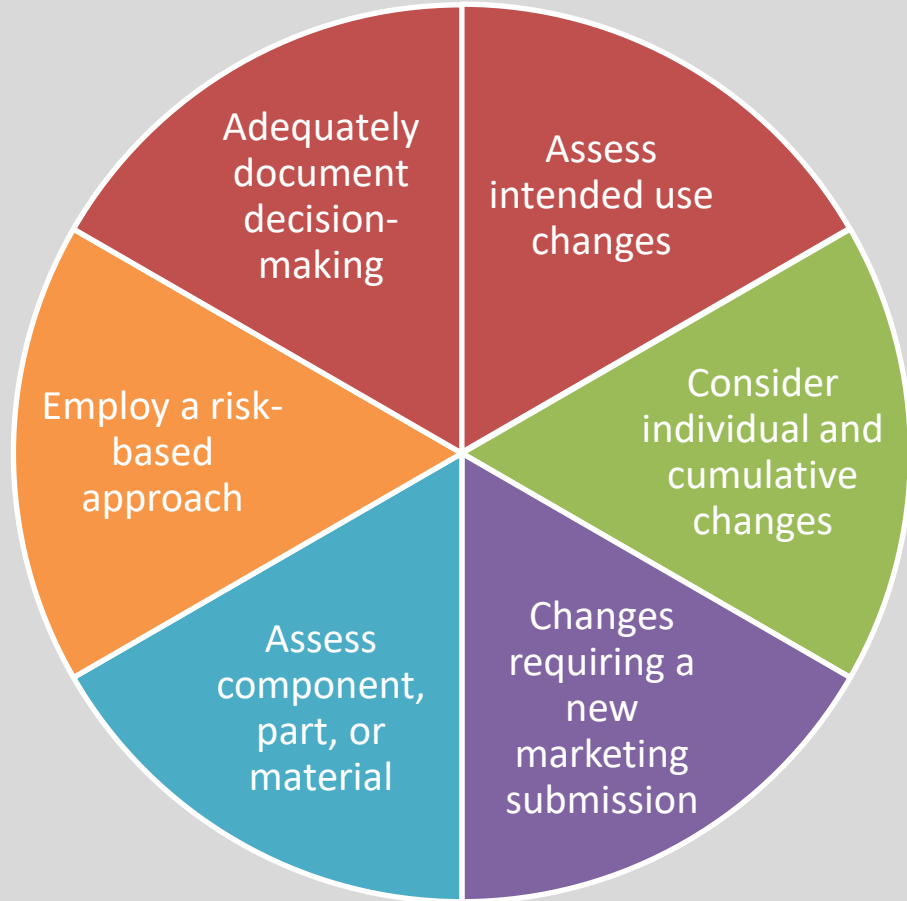 Assess
intended use
changes
Consider
individual and
cumulative
changes
Changes
requiring a
new
marketing
submission
Assess
component,
part, or
material
Employ a risk-
based
approach
Adequately
document
decision-
making